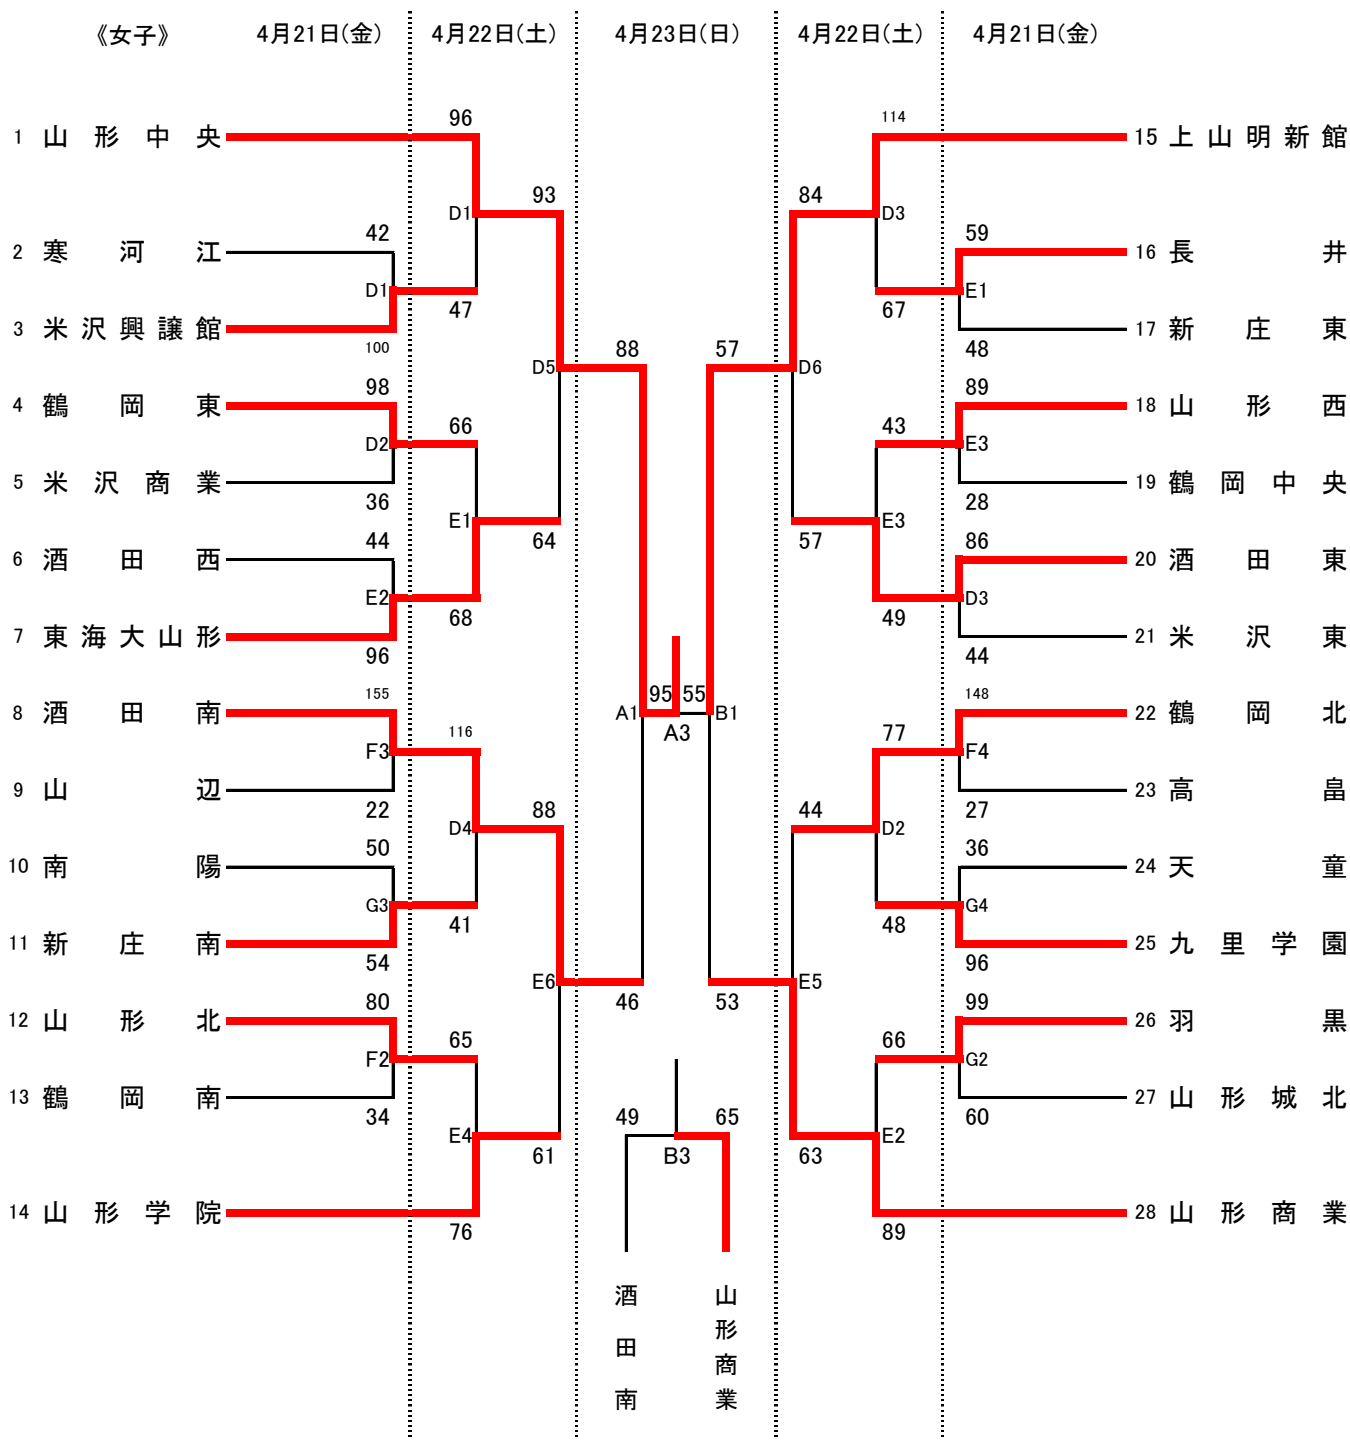 《女子》 4月21日(金) 4月22日(土) 4月23日(日) 4月22日(土) 4月21日(金)
96 114
1 山形中央 15 上山明新館
93 84
D1 D3
42 59
2 寒河江 16 長井
D1 E1
47 67
3 米沢興譲館 17 新庄東
100 88 57 48
D5 D6
98 89
4 鶴岡東 18 山形西
66 43
D2 E3
5 米沢商業 19 鶴岡中央
36 28
E1 E3
44 64 57 86
6 酒田西 20 酒田東
E2 D3
68 49
7 東海大山形 21 米沢東
96 44
155 95 55 148
8 酒田南 A1 B1 22 鶴岡北
116 A3 77
F3 F4
9 山辺 23 高畠
22 88 44 27
D4 D2
50 36
10 南陽 24 天童
G3 G4
41 48
11 新庄南 25 九里学園
54 96
E6 E5
80 46 53 99
12 山形北 26 羽黒
65 66
F2 G2
13 鶴岡南 27 山形城北
34 49 65 60
E4 E2
61 B3 63
14 山形学院 28 山形商業
76 89
酒田南
山形商業